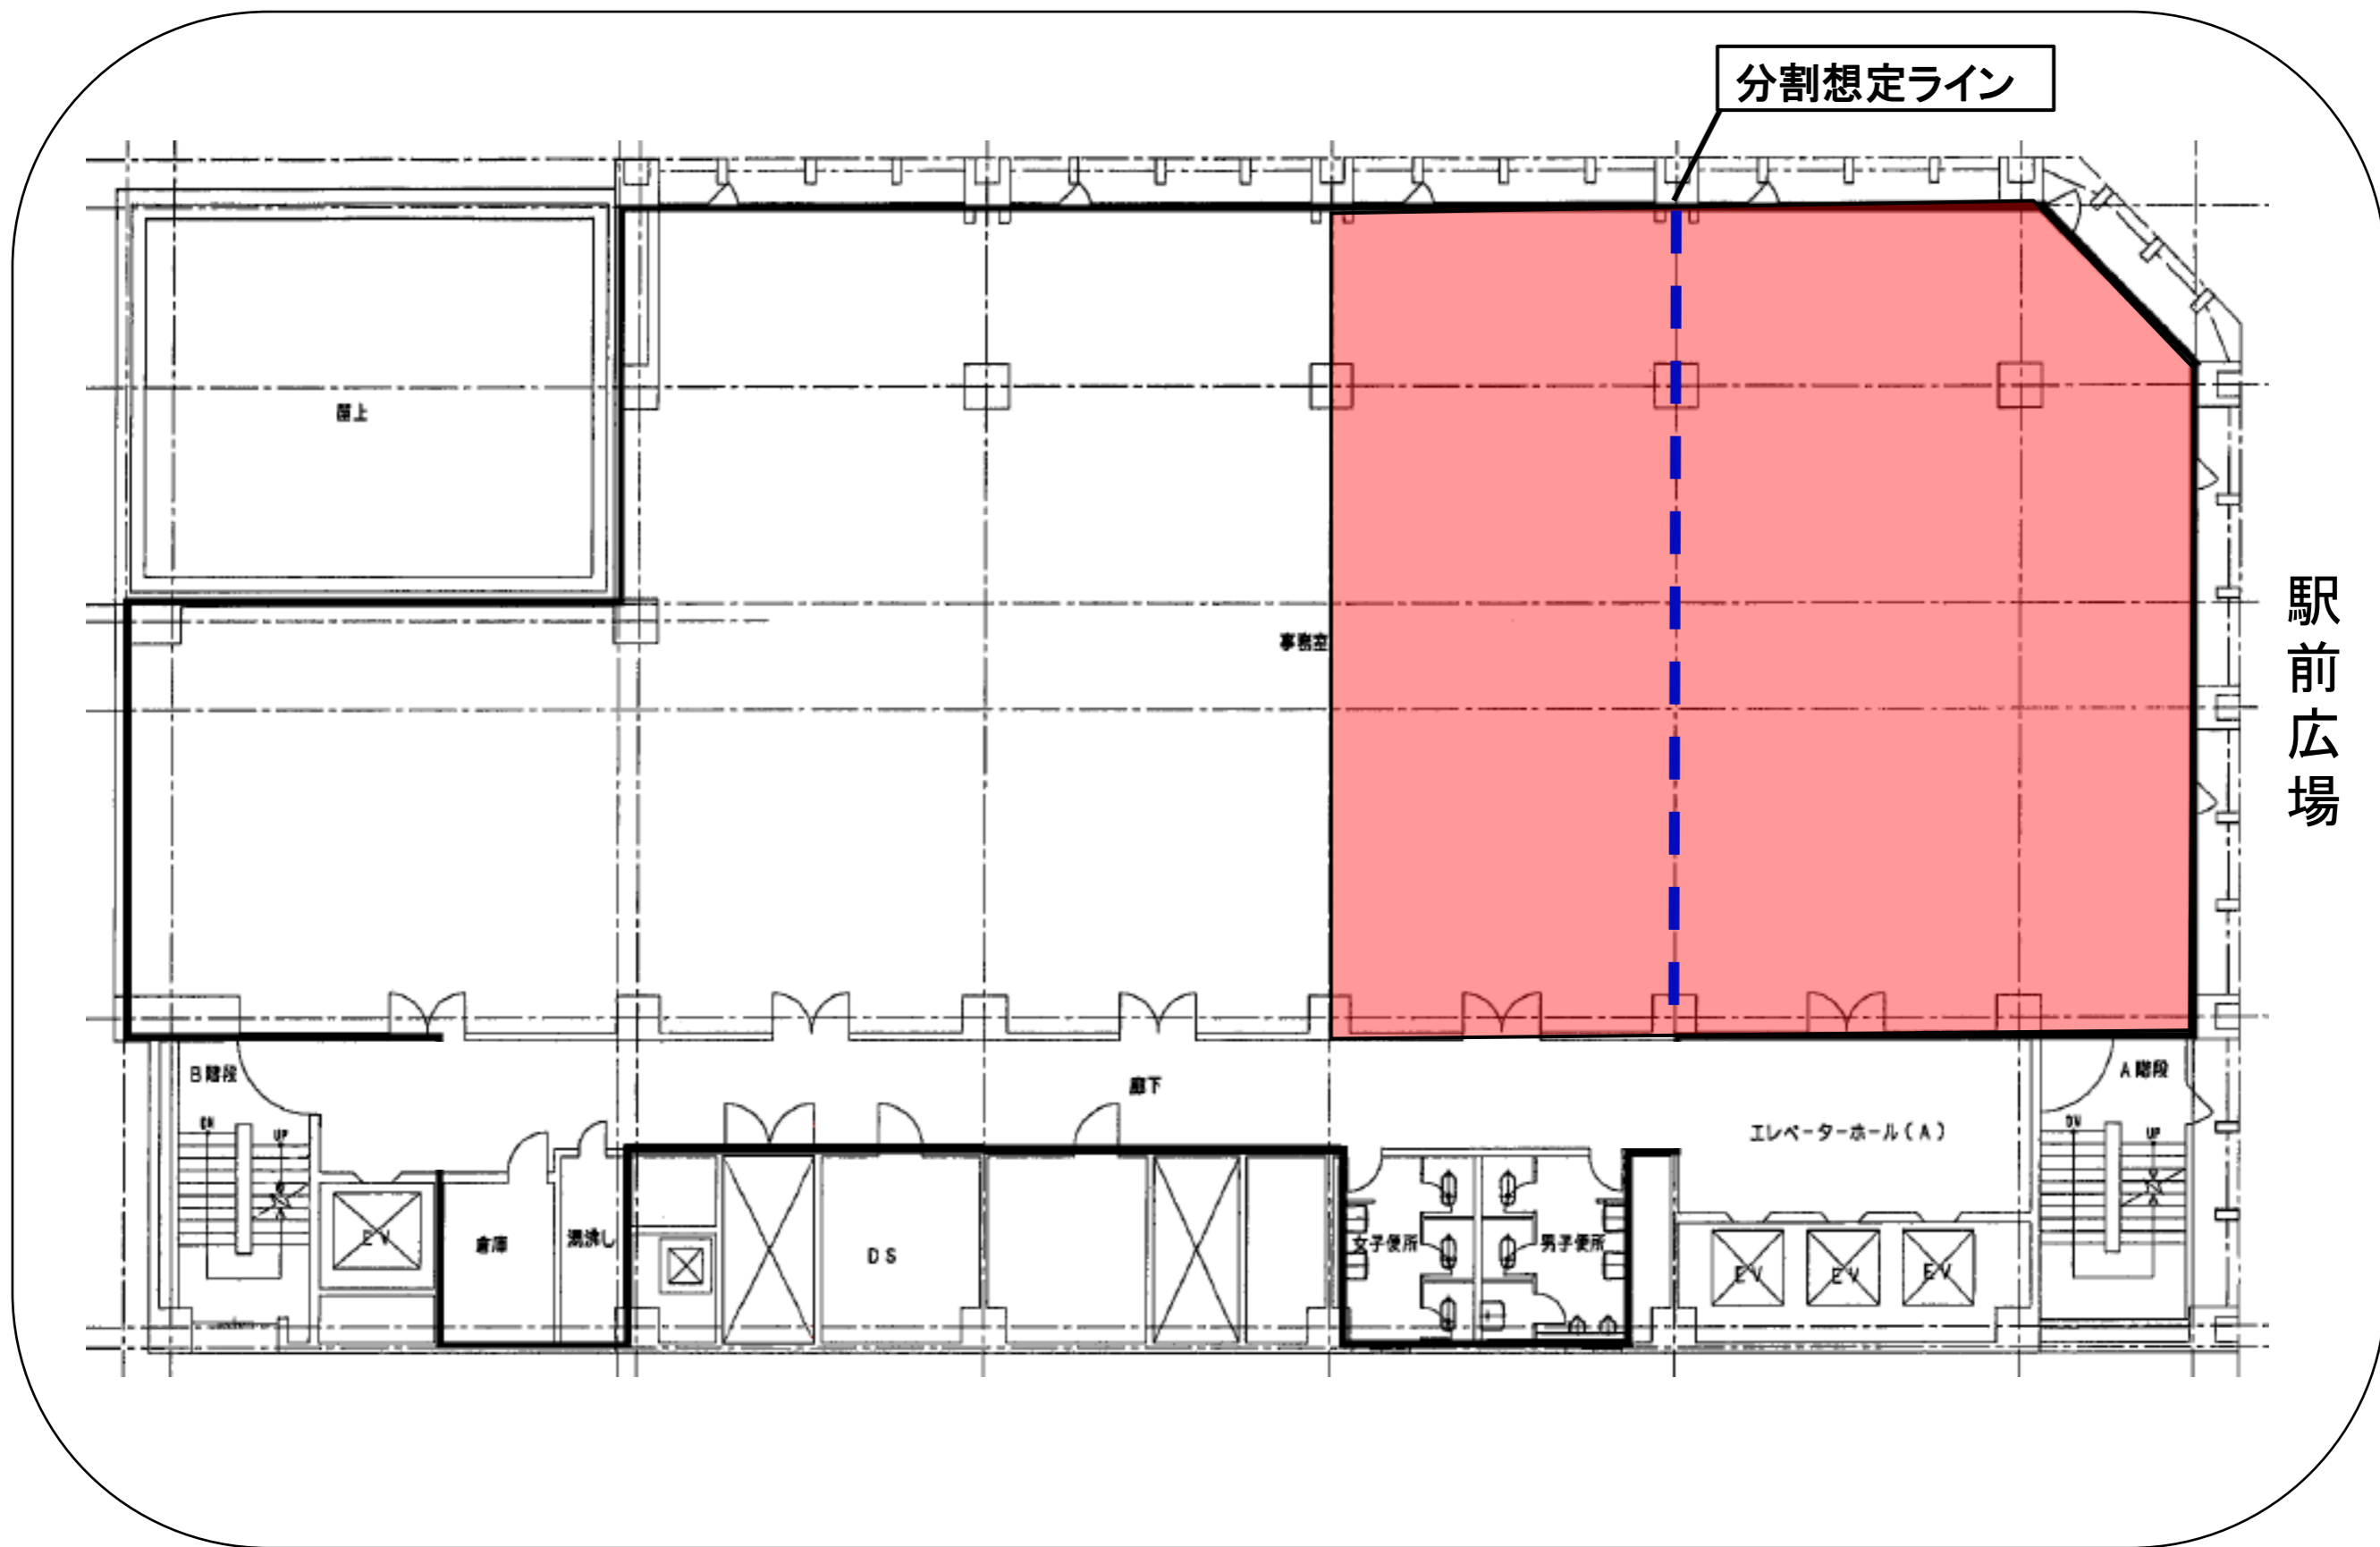 分割想定ライン
屋上
事務室
駅前広場
B階段
廊下
A階段
DN
UP
エレベーターホール(A)
DN
UP
EV
倉庫
湯沸し
DS
女子便所
男子便所
EV
EV
EV